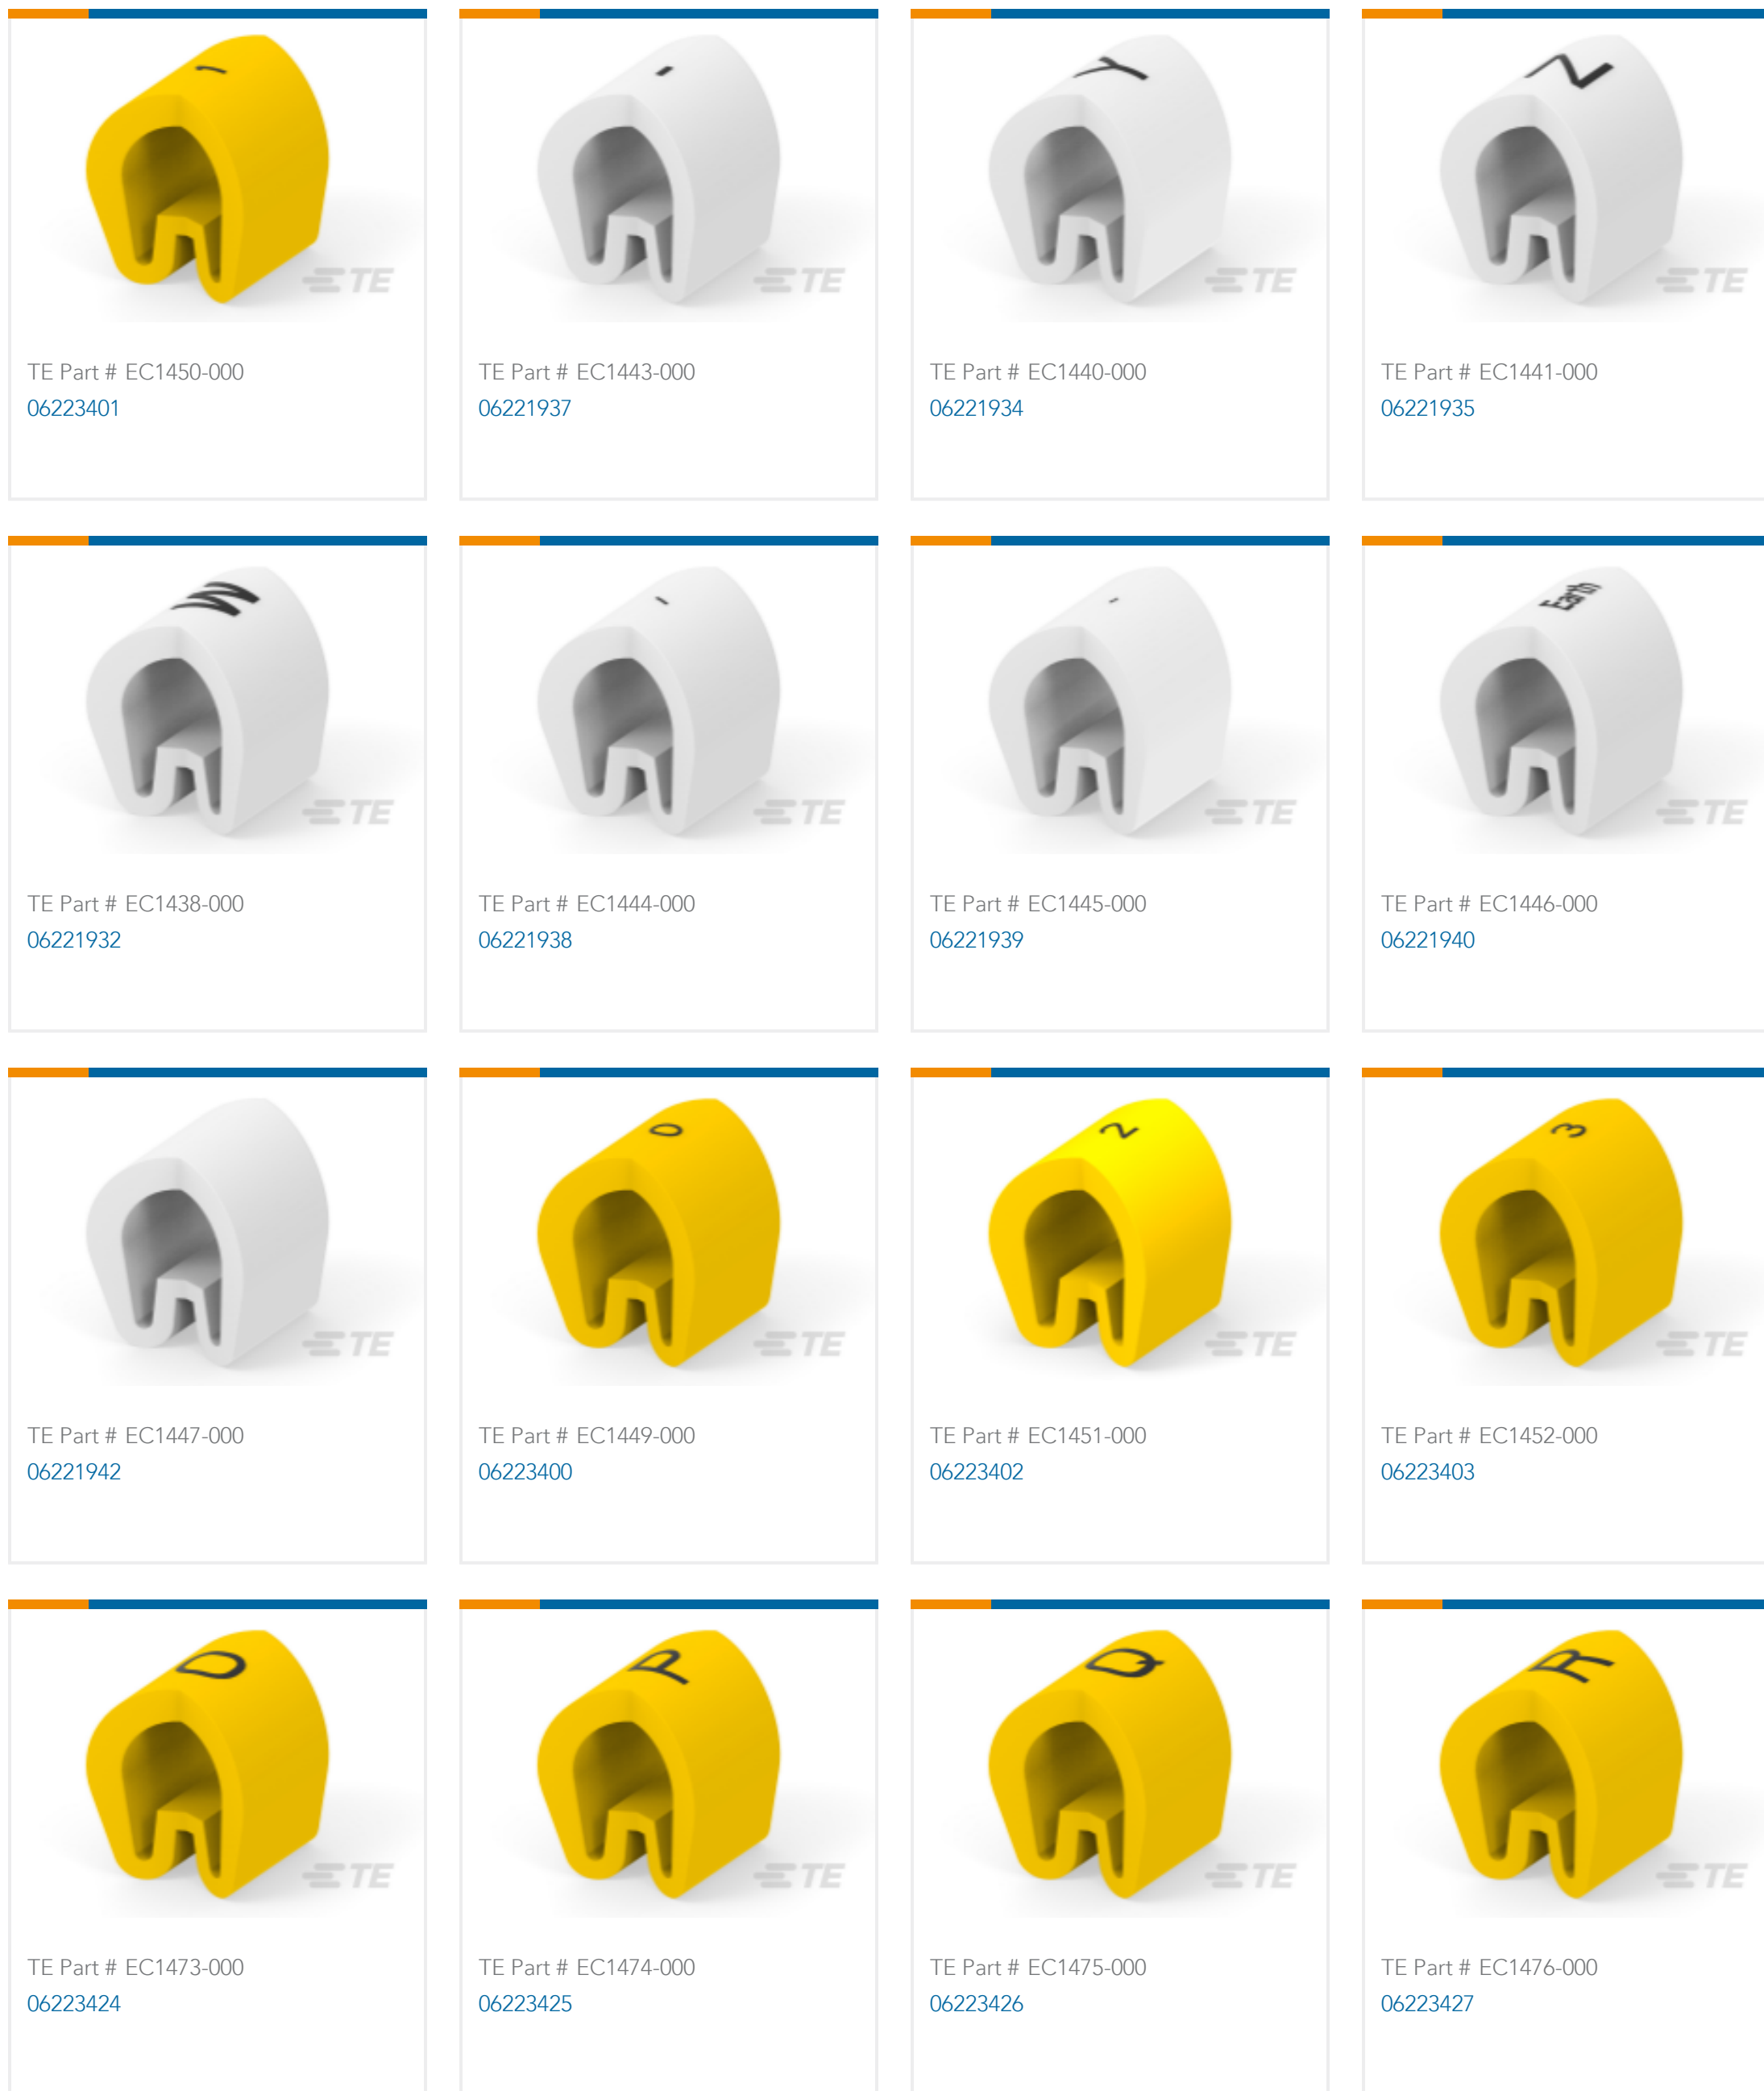 1
-
Y
Z
TE
TE
TE
TE
TE Part # EC1450-000
TE Part # EC1443-000
TE Part # EC1440-000
TE Part # EC1441-000
06223401
06221937
06221934
06221935
W
Earth
TE
TE
TE
TE
TE Part # EC1438-000
TE Part # EC1444-000
TE Part # EC1445-000
TE Part # EC1446-000
06221932
06221938
06221939
06221940
0
2
3
TE
TE
TE
TE
TE Part # EC1447-000
TE Part # EC1449-000
TE Part # EC1451-000
TE Part # EC1452-000
06221942
06223400
06223402
06223403
P
Q
R
TE
TE
TE
TE
TE Part # EC1473-000
TE Part # EC1474-000
TE Part # EC1475-000
TE Part # EC1476-000
06223424
06223425
06223426
06223427